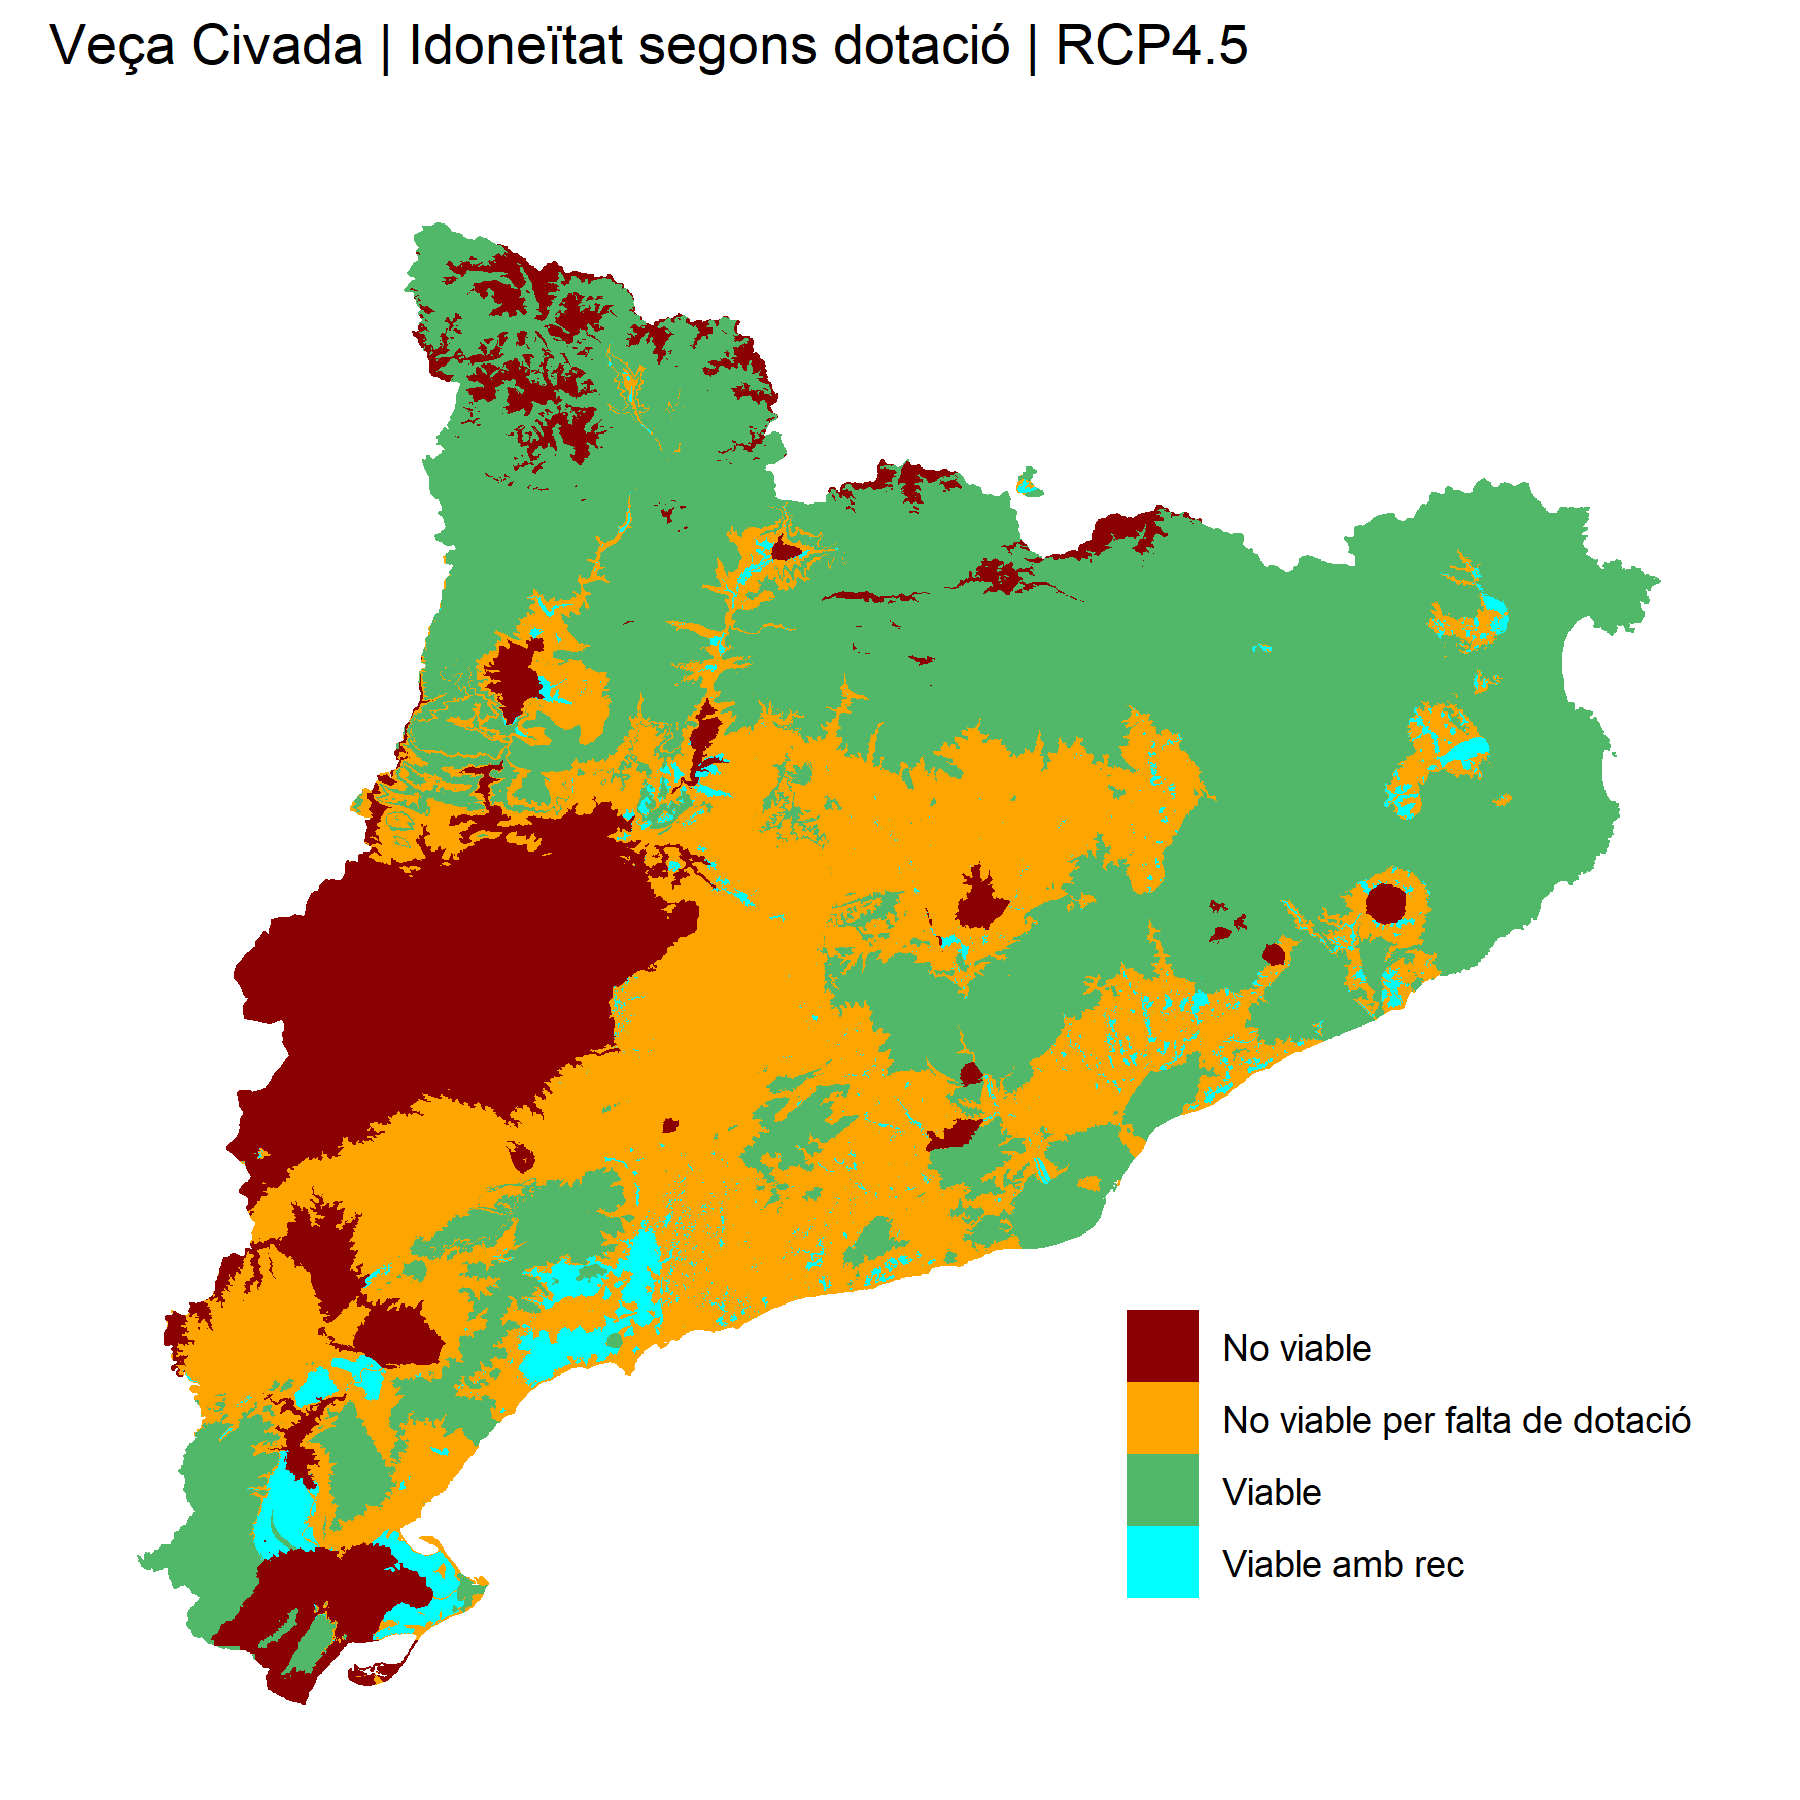 Veça Civada | Idoneïtat segons dotació | RCP4.5
No viable
No viable per falta de dotació
Viable
Viable amb rec